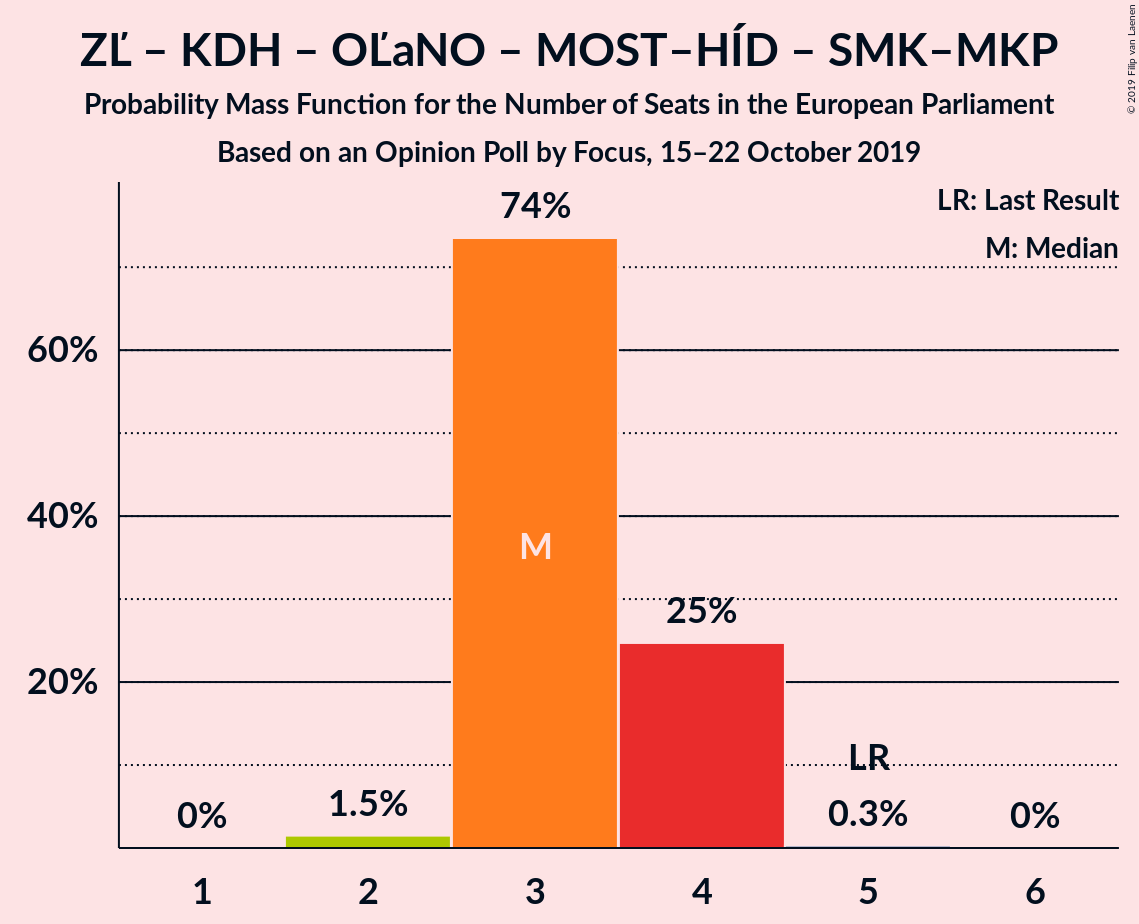 ZĽ – KDH – OĽaNO – MOST–HÍD – SMK–MKP
Probability Mass Function for the Number of Seats in the European Parliament
Based on an Opinion Poll by Focus, 15–22 October 2019
© 2019 Filip van Laenen
LR: Last Result
M: Median
74%
60%
M
40%
25%
20%
LR
0%
1.5%
0.3%
0%
1 2 3 4 5 6